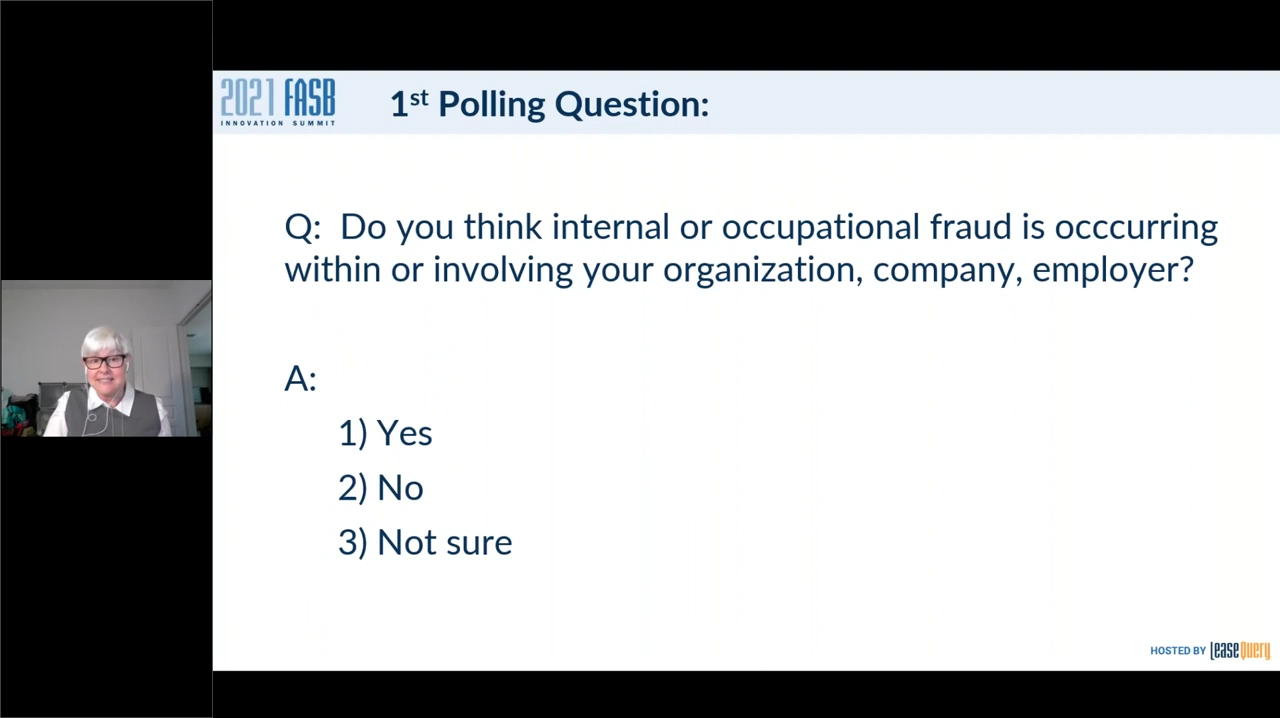 2021 FASB
INNOVATION SUMMIT
1st Polling Question:
Q: Do you think internal or occupational fraud is occcurring
within or involving your organization, company, employer?
A:
1) Yes
2) No
3) Not sure
HOSTED BY LeaseQuery